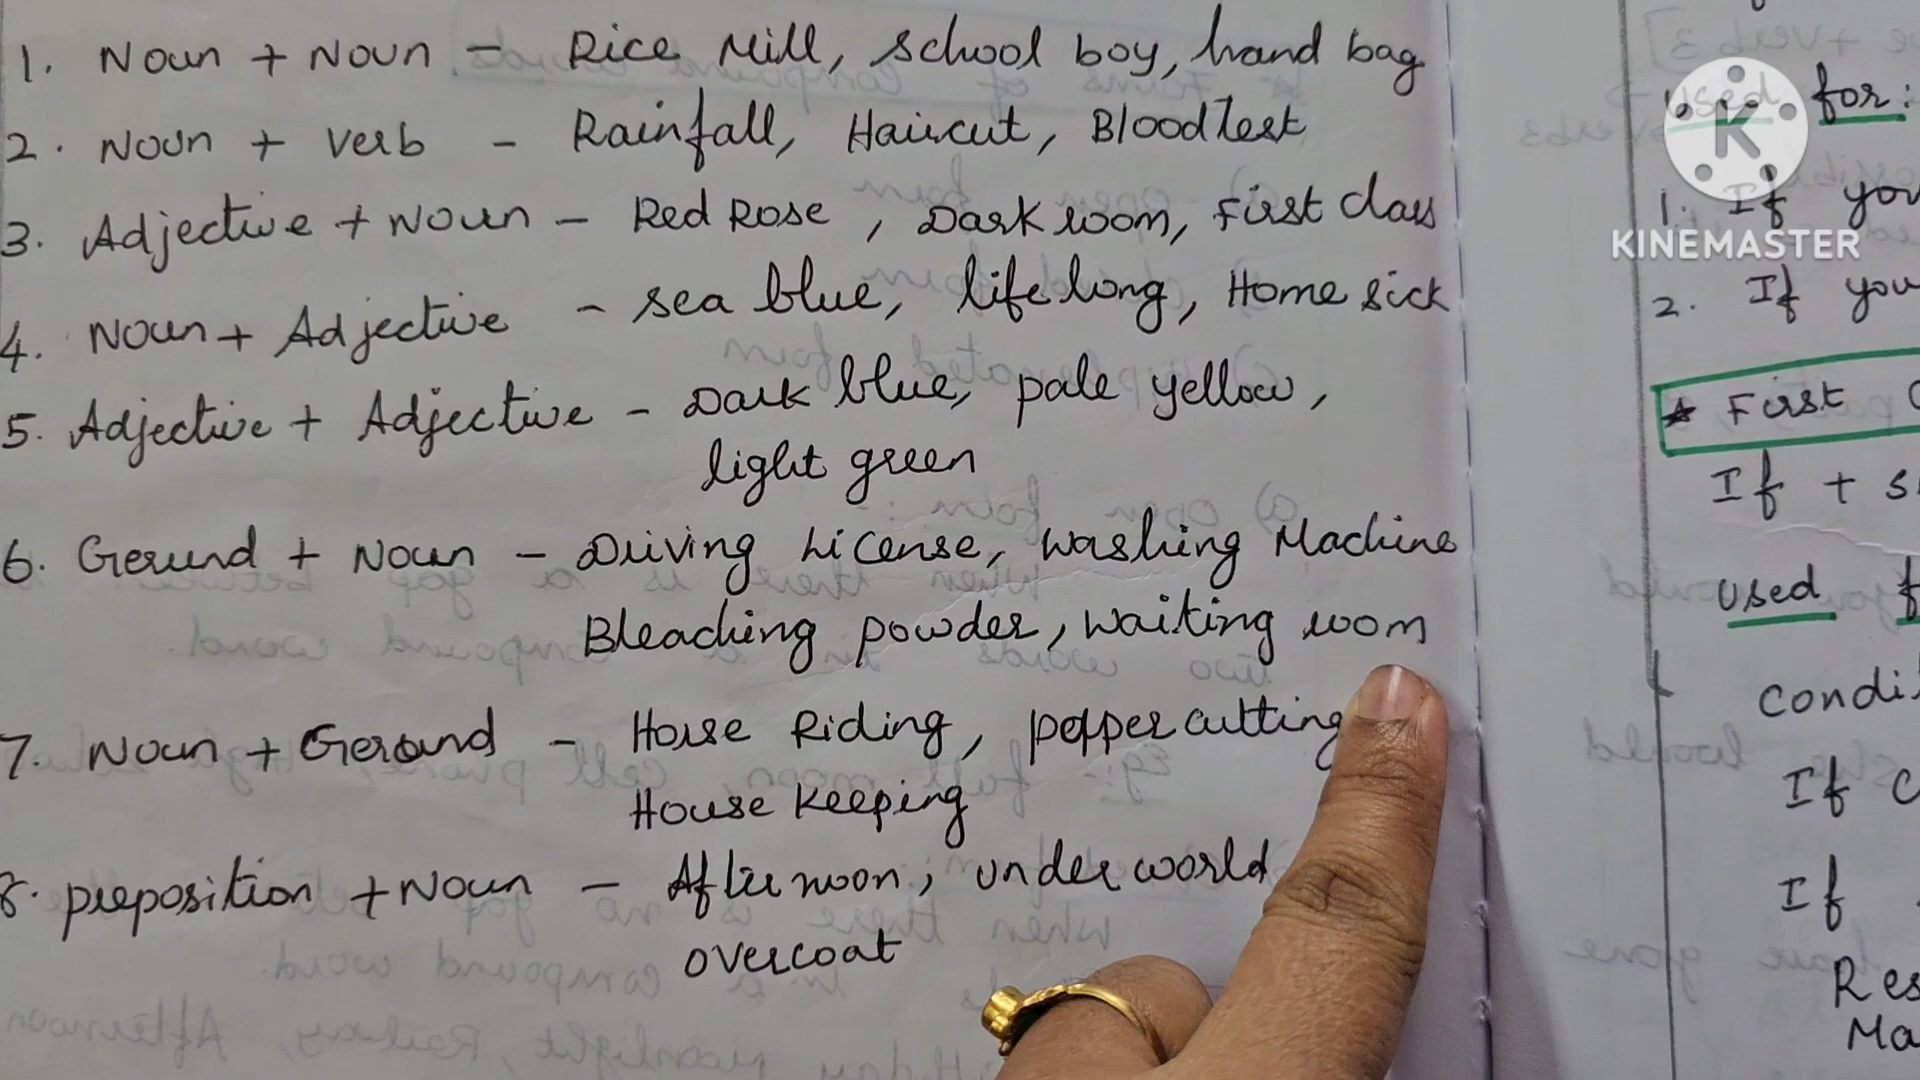 1. Noun + Noun - Rice Mill, school boy, hand bag
2. Noun + Verb - Rainfall, Haircut, Bloodtest
3. Adjective + Noun - Red Rose, Dark room, First class
4. Noun + Adjective - sea blue, life long, Home sick
5. Adjective + Adjective - Dark blue, pale yellow,
light green
6. Gerund + Noun - Driving License, Washing Machine
Bleaching powder, waiting room
7. Noun + Gerund - Horse Riding, pepper cutting
House keeping
8. preposition + Noun - After noon, under world
overcoat
used for:
1. If you
KINEMASTER
2. If you
* First
If +
used
condi
If
If
Res
Ma